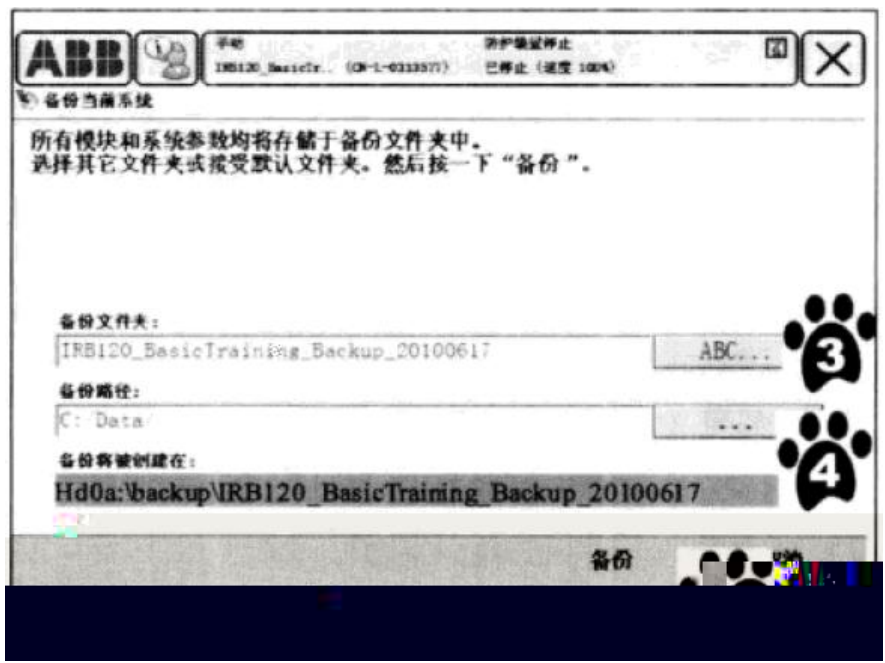 ABB
手动
防护装置停止
IRB120_BasicTr.. (CN-L-0313577)
已停止 (速度 100%)
备份当前系统
所有模块和系统参数均将存储于备份文件夹中。
选择其它文件夹或接受默认文件夹。然后按一下“备份”。
备份文件夹:
IRB120_BasicTraining_Backup_20100617
ABC...
3
备份路径:
C:/Data/
...
4
备份将被创建在:
Hd0a:\backup\IRB120_BasicTraining_Backup_20100617
备份